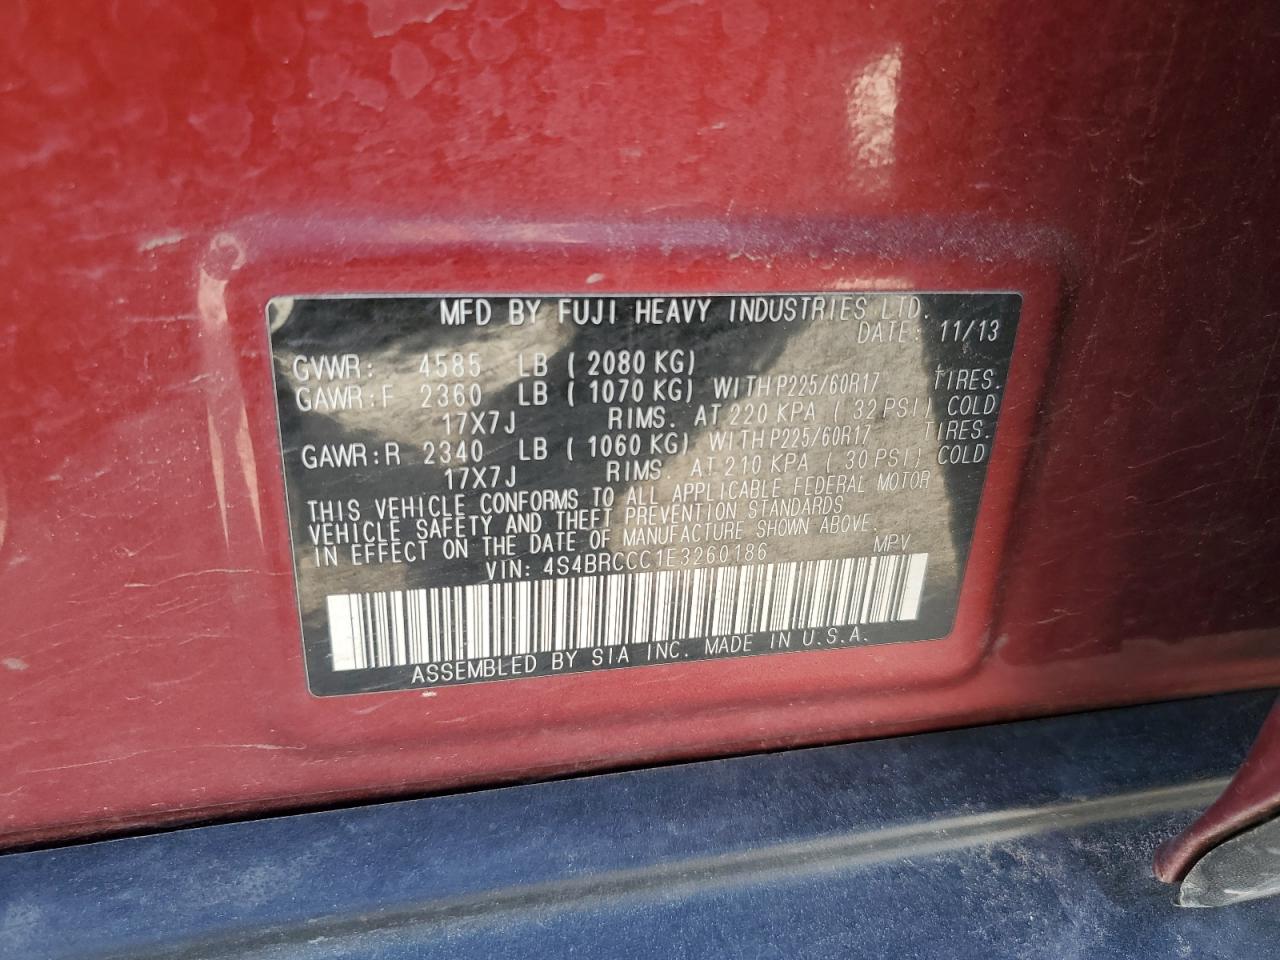 MFD BY FUJI HEAVY INDUSTRIES LTD.
DATE: 11/13
GVWR: 4585 LB ( 2080 KG)
GAWR:F 2360 LB ( 1070 KG) WITH P225/60R17 TIRES.
17X7J RIMS. AT 220 KPA ( 32 PSI) COLD
GAWR:R 2340 LB ( 1060 KG) WITH P225/60R17 TIRES.
17X7J RIMS AT 210 KPA ( 30 PSI) COLD
THIS VEHICLE CONFORMS TO ALL APPLICABLE FEDERAL MOTOR
VEHICLE SAFETY AND THEFT PREVENTION STANDARDS
IN EFFECT ON THE DATE OF MANUFACTURE SHOWN ABOVE.
VIN: 4S4BRCCC1E3260186 MPV
ASSEMBLED BY SIA INC. MADE IN U.S.A.